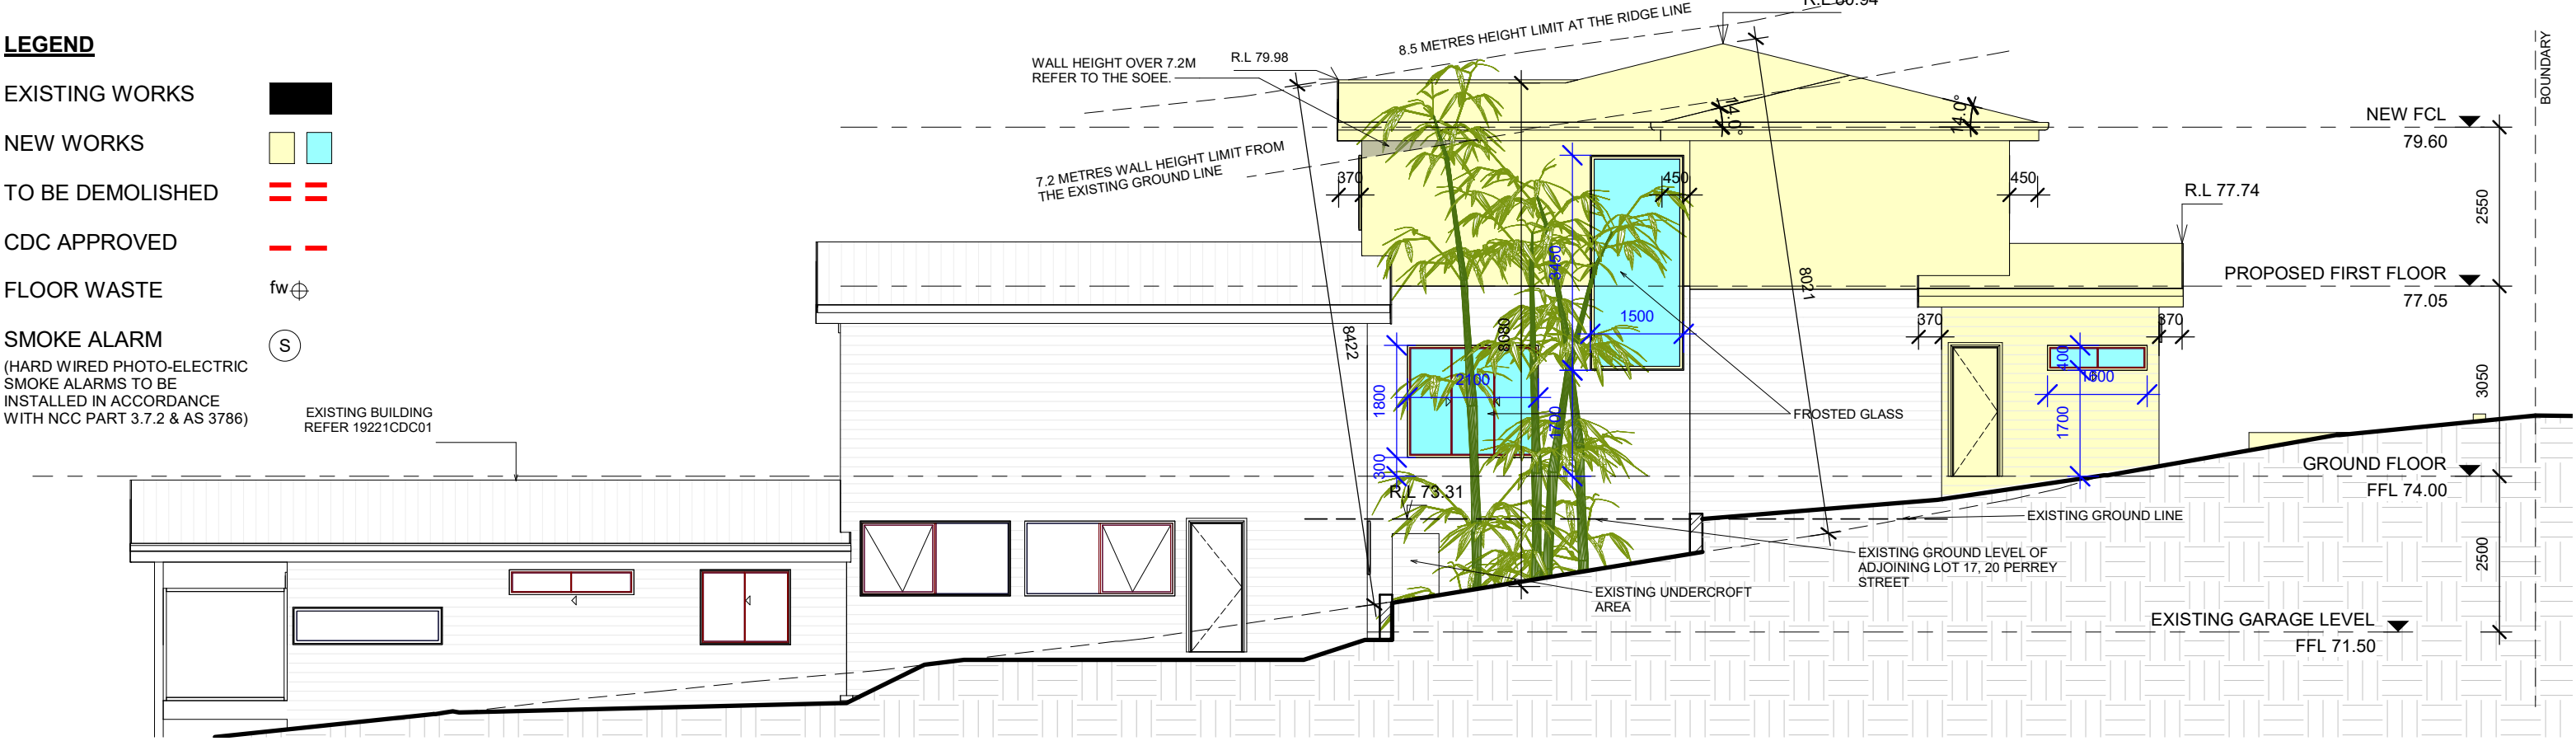 LEGEND
EXISTING WORKS
NEW WORKS
TO BE DEMOLISHED
CDC APPROVED
FLOOR WASTE
fw
SMOKE ALARM
S
(HARD WIRED PHOTO-ELECTRIC
SMOKE ALARMS TO BE
INSTALLED IN ACCORDANCE
WITH NCC PART 3.7.2 & AS 3786)
EXISTING BUILDING
REFER 19221CDC01
WALL HEIGHT OVER 7.2M
REFER TO THE SOEE.
R.L 79.98
8.5 METRES HEIGHT LIMIT AT THE RIDGE LINE
7.2 METRES WALL HEIGHT LIMIT FROM
THE EXISTING GROUND LINE
14.0°
14.0°
370
450
450
R.L 77.74
3450
1500
8021
8422
8080
1800
2100
1700
300
R.L 73.31
FROSTED GLASS
370
370
400
1700
EXISTING GROUND LINE
EXISTING GROUND LEVEL OF
ADJOINING LOT 17, 20 PERREY
STREET
EXISTING UNDERCROFT
AREA
BOUNDARY
NEW FCL
79.60
2550
PROPOSED FIRST FLOOR
77.05
3050
GROUND FLOOR
FFL 74.00
2500
EXISTING GARAGE LEVEL
FFL 71.50